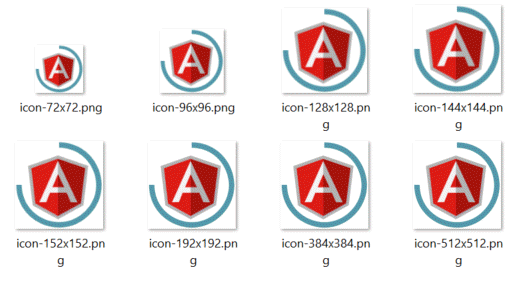 icon-72x72.png
icon-96x96.png
icon-128x128.pn
g
icon-144x144.pn
g
icon-152x152.pn
g
icon-192x192.pn
g
icon-384x384.pn
g
icon-512x512.pn
g
A
A
A
A
A
A
A
A